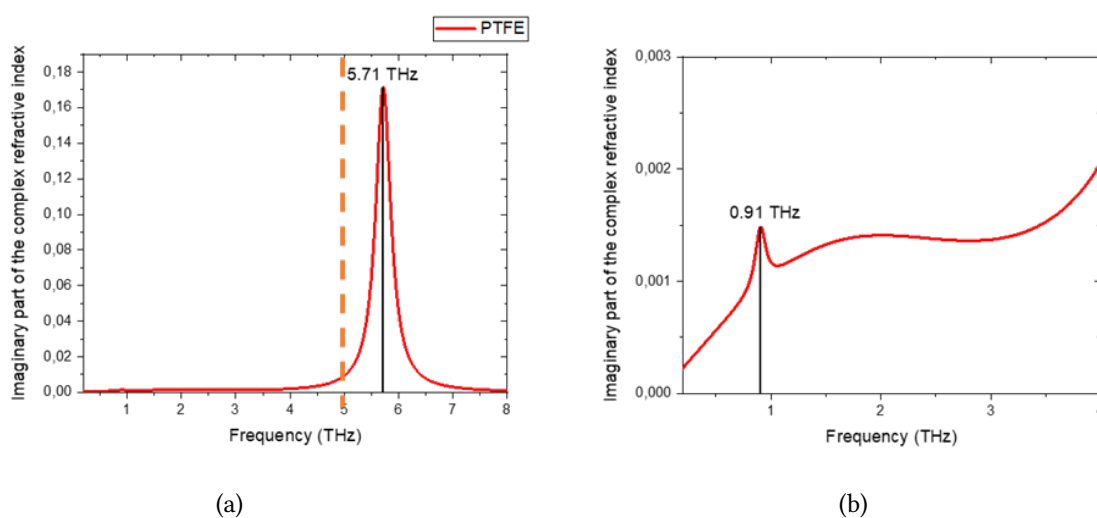 PTFE
Imaginary part of the complex refractive index
0,18
0,16
0,14
0,12
0,10
0,08
0,06
0,04
0,02
0,00
5.71 THz
1
2
3
4
5
6
7
8
Frequency (THz)
(a)
Imaginary part of the complex refractive index
0,003
0,002
0,001
0,000
0.91 THz
1
2
3
Frequency (THz)
(b)